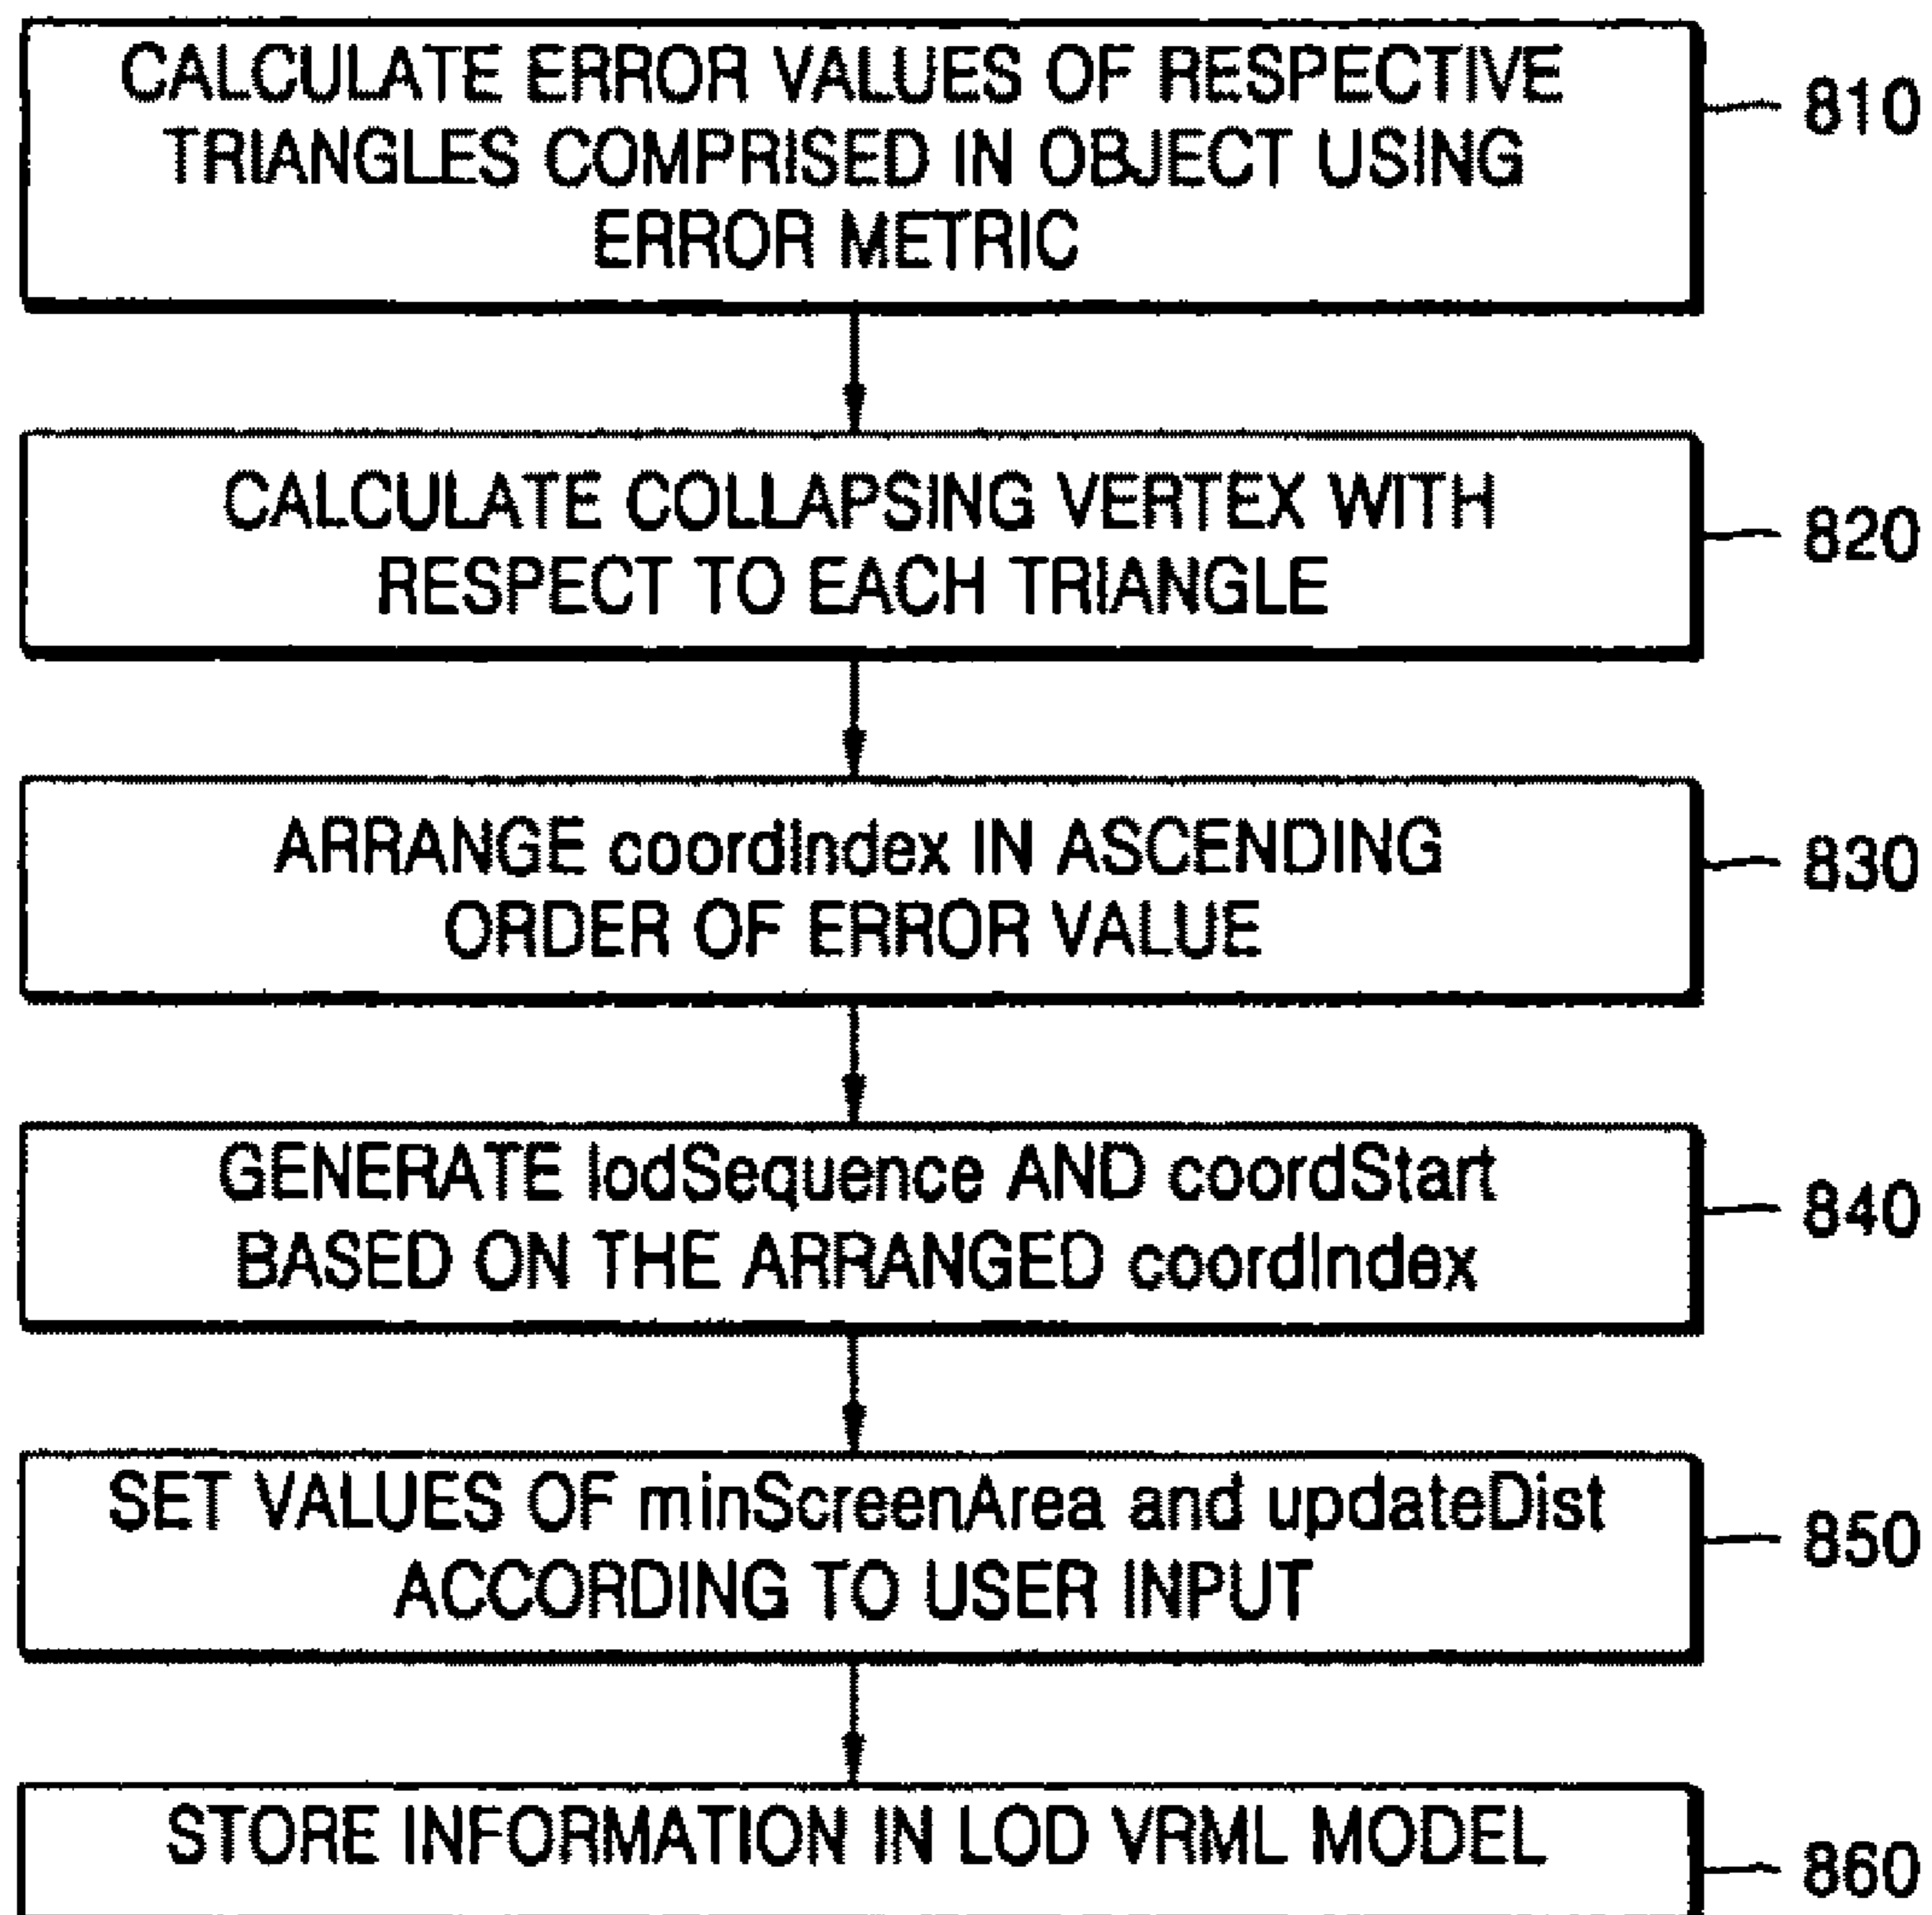 CALCULATE ERROR VALUES OF RESPECTIVE
TRIANGLES COMPRISED IN OBJECT USING
ERROR METRIC
810
CALCULATE COLLAPSING VERTEX WITH
RESPECT TO EACH TRIANGLE
820
ARRANGE coordIndex IN ASCENDING
ORDER OF ERROR VALUE
830
GENERATE lodSequence AND coordStart
BASED ON THE ARRANGED coordIndex
840
SET VALUES OF minScreenArea and updateDist
ACCORDING TO USER INPUT
850
STORE INFORMATION IN LOD VRML MODEL
860